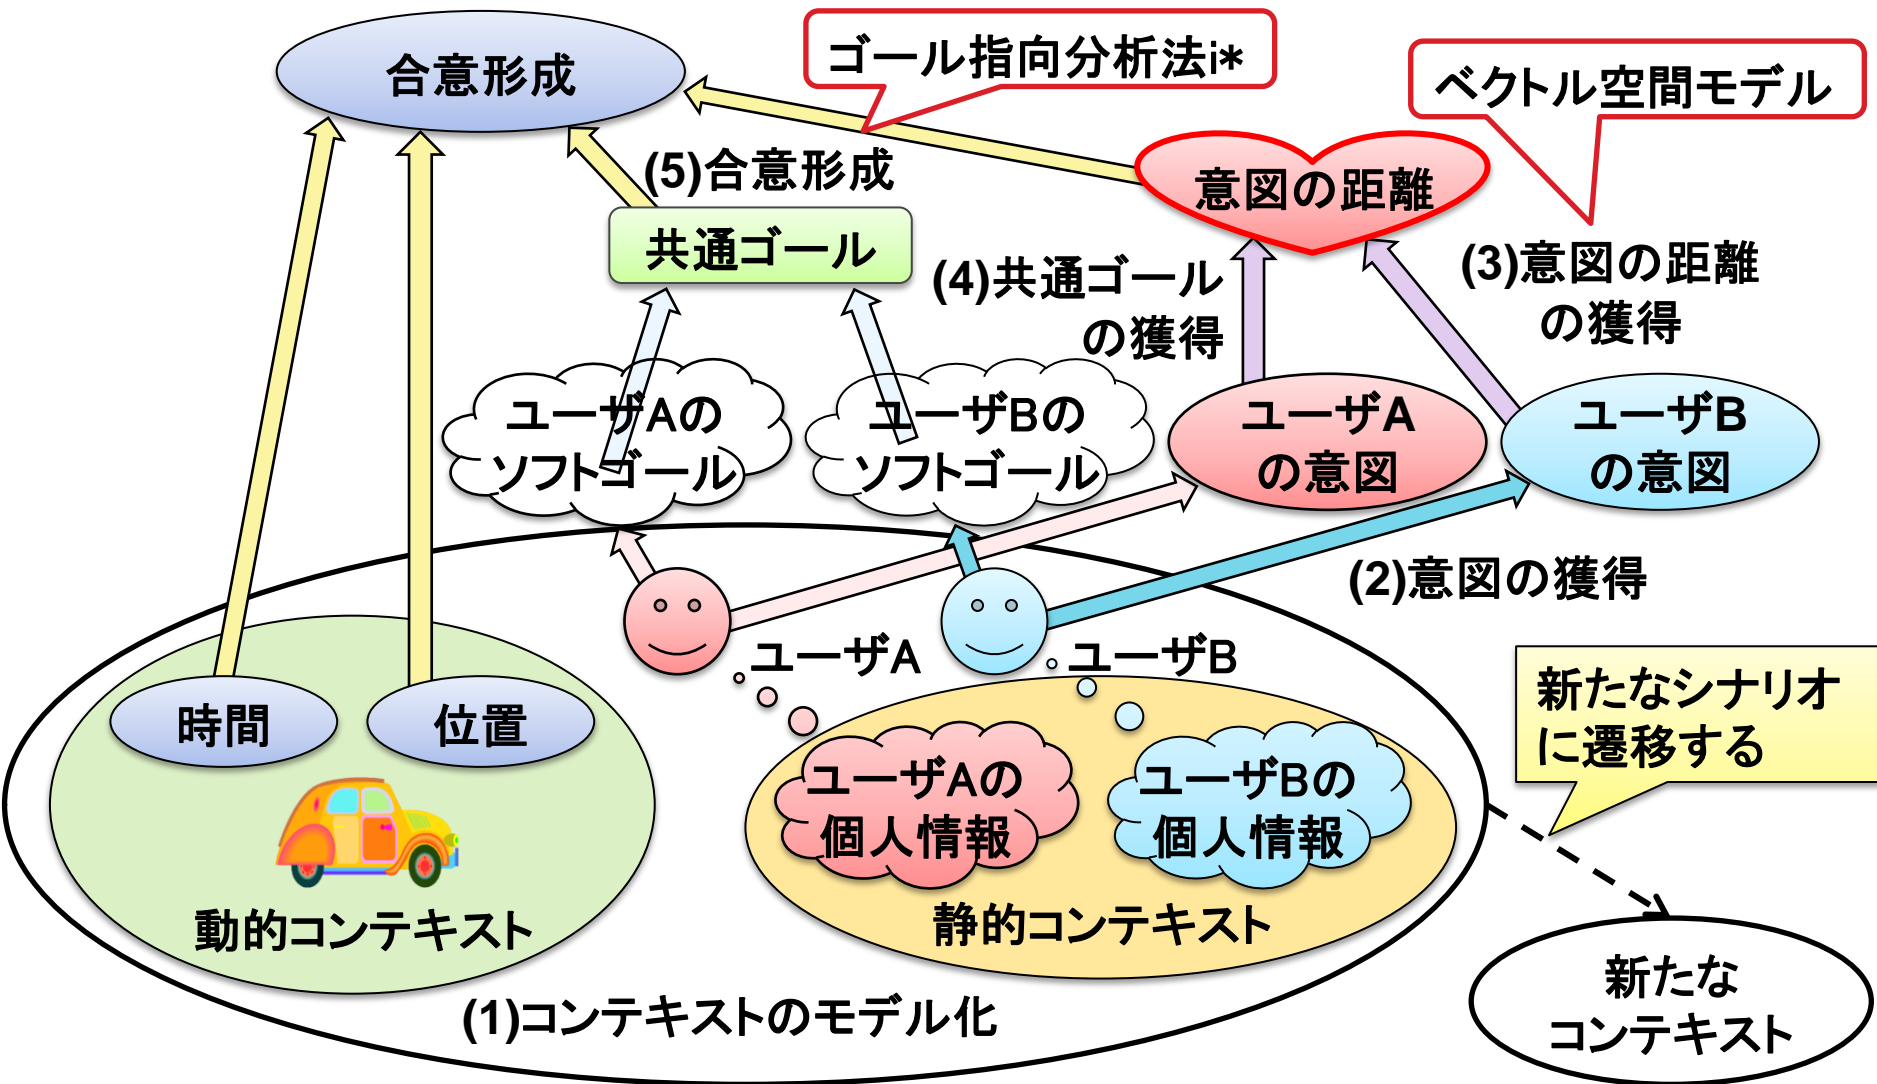 合意形成
ゴール指向分析法i*
ベクトル空間モデル
(5)合意形成
意図の距離
共通ゴール
(4)共通ゴール
の獲得
(3)意図の距離
の獲得
ユーザAの
ソフトゴール
ユーザBの
ソフトゴール
ユーザA
の意図
ユーザB
の意図
(2)意図の獲得
ユーザA
ユーザB
時間
位置
新たなシナリオ
に遷移する
ユーザAの
個人情報
ユーザBの
個人情報
動的コンテキスト
静的コンテキスト
(1)コンテキストのモデル化
新たな
コンテキスト